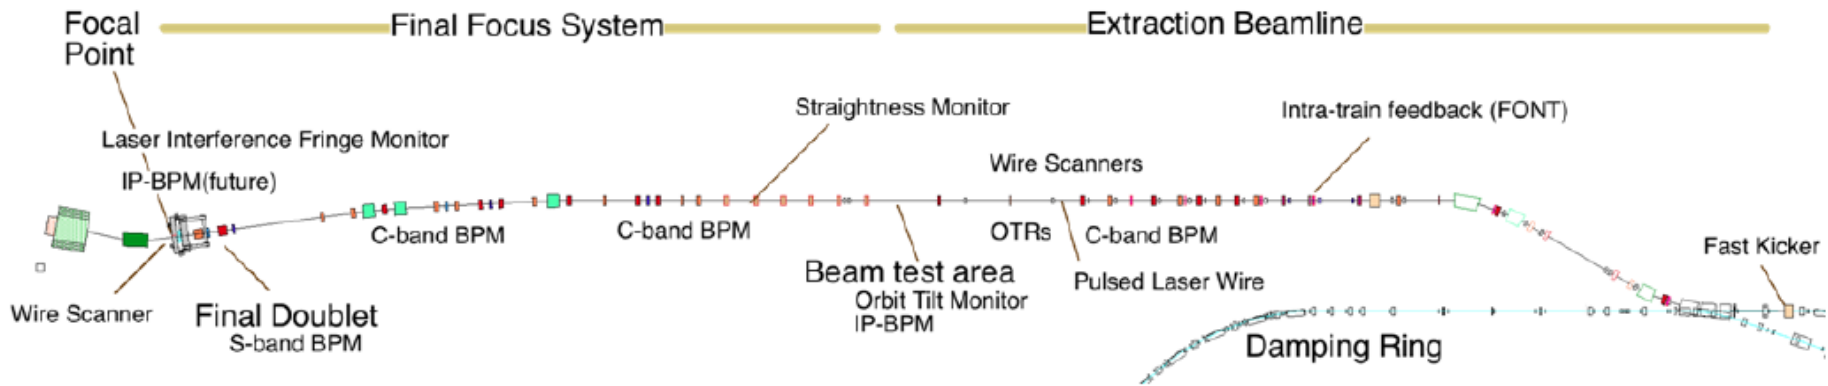 Focal
Point
Final Focus System
Extraction Beamline
Straightness Monitor
Intra-train feedback (FONT)
Laser Interference Fringe Monitor
Wire Scanners
IP-BPM(future)
C-band BPM
C-band BPM
OTRs
C-band BPM
Fast Kicker
Beam test area
Orbit Tilt Monitor
IP-BPM
Pulsed Laser Wire
Wire Scanner
Final Doublet
S-band BPM
Damping Ring